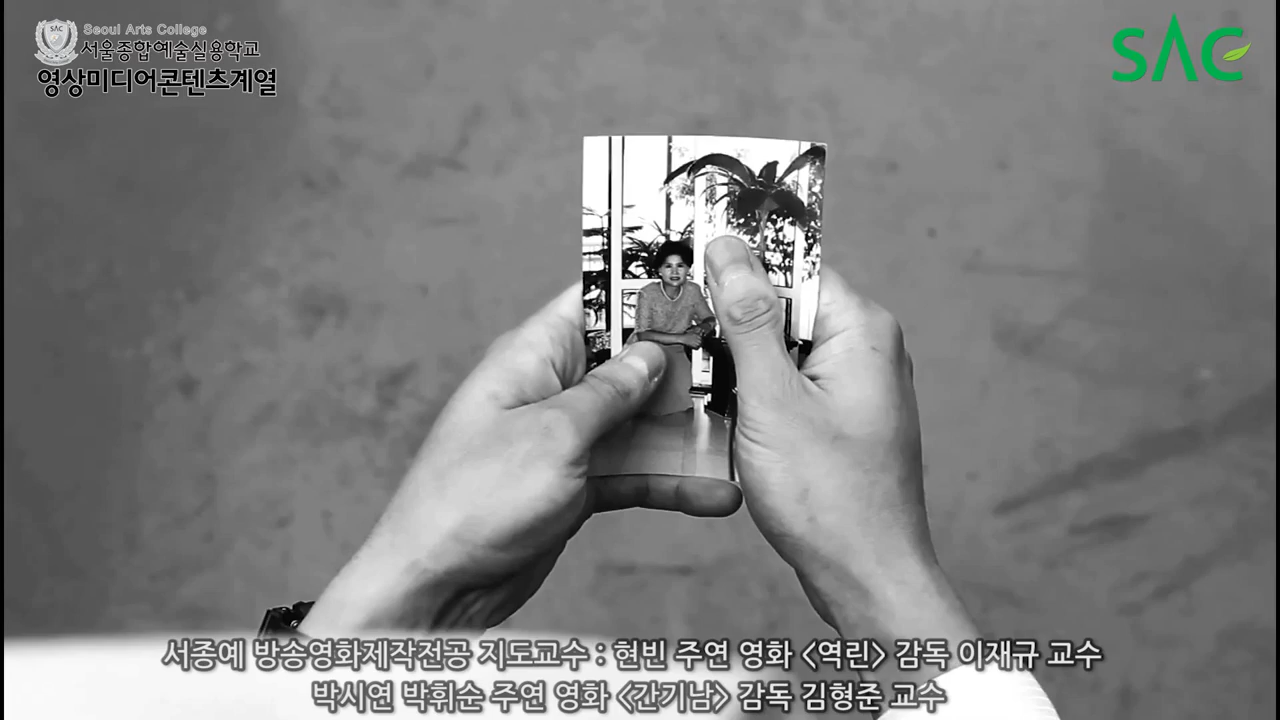 Seoul Arts College
SAC
서울종합예술실용학교
영상미디어콘텐츠계열
SAC
서종예 방송영화제작전공 지도교수 : 현빈 주연 영화 <역린> 감독 이재규 교수
박시연 박휘순 주연 영화 <간기남> 감독 김형준 교수